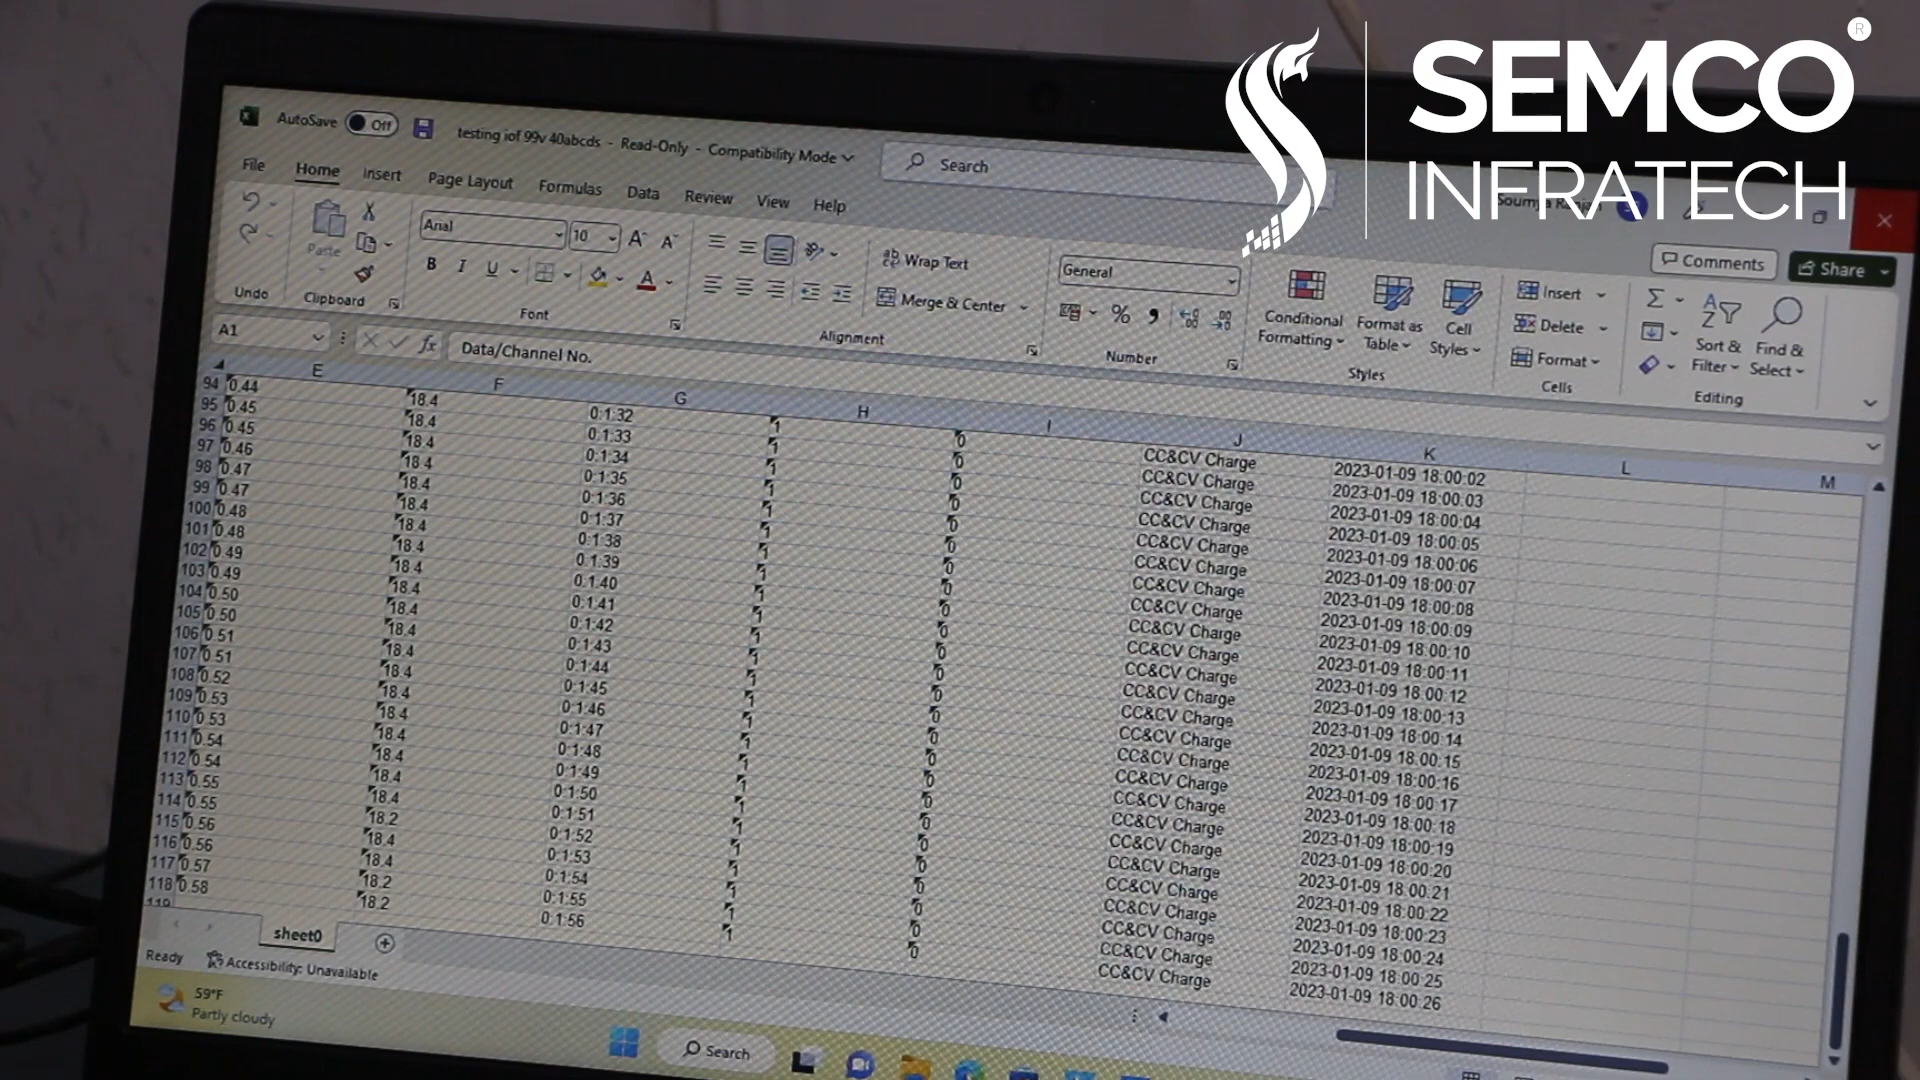 SEMCO ®
INFRATECH
AutoSave Off testing iof 99v 40abcds - Read-Only - Compatibility Mode Search
File Home Insert Page Layout Formulas Data Review View Help
Comments Share
Paste
Undo Clipboard
Arial 10
B I U A
Font
Wrap Text
Merge & Center
Alignment
General
%
Number
Conditional Formatting
Format as Table
Cell Styles
Styles
Insert
Delete
Format
Cells
Sort & Filter
Find & Select
Editing
A1 fx Data/Channel No.
E F G H I J K L M
94 0.44 18.4 0:1:32 1 0 CC&CV Charge 2023-01-09 18:00:02
95 0.45 18.4 0:1:33 1 0 CC&CV Charge 2023-01-09 18:00:03
96 0.45 18.4 0:1:34 1 0 CC&CV Charge 2023-01-09 18:00:04
97 0.46 18.4 0:1:35 1 0 CC&CV Charge 2023-01-09 18:00:05
98 0.47 18.4 0:1:36 1 0 CC&CV Charge 2023-01-09 18:00:06
99 0.47 18.4 0:1:37 1 0 CC&CV Charge 2023-01-09 18:00:07
100 0.48 18.4 0:1:38 1 0 CC&CV Charge 2023-01-09 18:00:08
101 0.48 18.4 0:1:39 1 0 CC&CV Charge 2023-01-09 18:00:09
102 0.49 18.4 0:1:40 1 0 CC&CV Charge 2023-01-09 18:00:10
103 0.49 18.4 0:1:41 1 0 CC&CV Charge 2023-01-09 18:00:11
104 0.50 18.4 0:1:42 1 0 CC&CV Charge 2023-01-09 18:00:12
105 0.50 18.4 0:1:43 1 0 CC&CV Charge 2023-01-09 18:00:13
106 0.51 18.4 0:1:44 1 0 CC&CV Charge 2023-01-09 18:00:14
107 0.51 18.4 0:1:45 1 0 CC&CV Charge 2023-01-09 18:00:15
108 0.52 18.4 0:1:46 1 0 CC&CV Charge 2023-01-09 18:00:16
109 0.53 18.4 0:1:47 1 0 CC&CV Charge 2023-01-09 18:00:17
110 0.53 18.4 0:1:48 1 0 CC&CV Charge 2023-01-09 18:00:18
111 0.54 18.4 0:1:49 1 0 CC&CV Charge 2023-01-09 18:00:19
112 0.54 18.4 0:1:50 1 0 CC&CV Charge 2023-01-09 18:00:20
113 0.55 18.4 0:1:51 1 0 CC&CV Charge 2023-01-09 18:00:21
114 0.55 18.2 0:1:52 1 0 CC&CV Charge 2023-01-09 18:00:22
115 0.56 18.4 0:1:53 1 0 CC&CV Charge 2023-01-09 18:00:23
116 0.56 18.4 0:1:54 1 0 CC&CV Charge 2023-01-09 18:00:24
117 0.57 18.2 0:1:55 1 0 CC&CV Charge 2023-01-09 18:00:25
118 0.58 18.2 0:1:56 1 0 CC&CV Charge 2023-01-09 18:00:26
119
sheet0
Ready Accessibility: Unavailable
59°F
Partly cloudy
Search